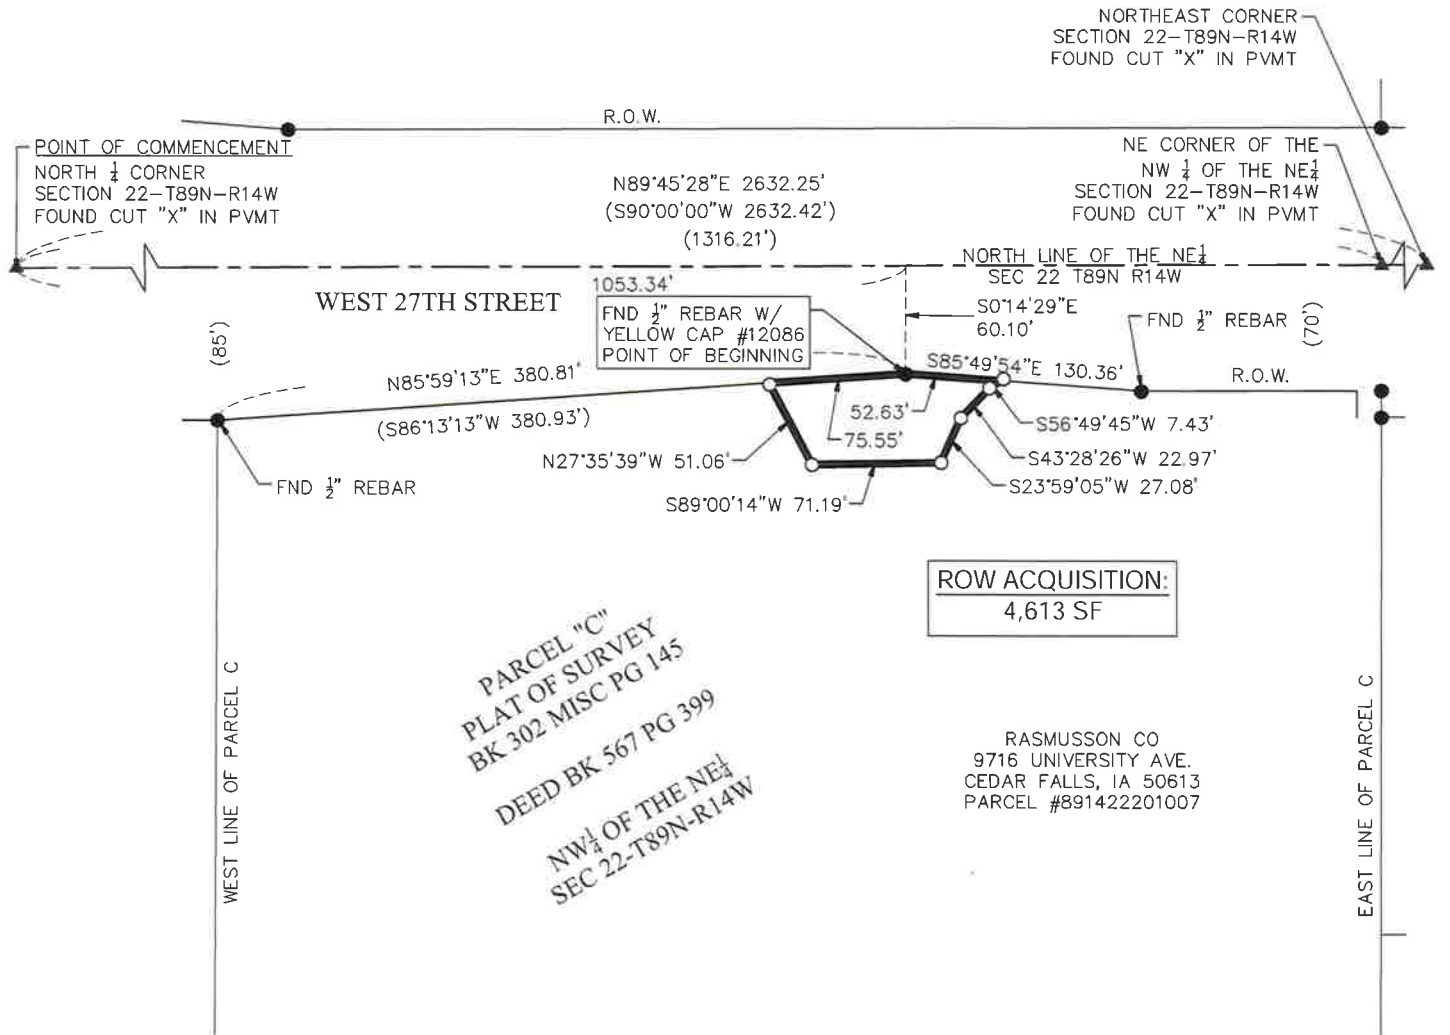 NORTHEAST CORNER
SECTION 22-T89N-R14W
FOUND CUT "X" IN PVMT
R.O.W.
POINT OF COMMENCEMENT
NORTH 1/4 CORNER
SECTION 22-T89N-R14W
FOUND CUT "X" IN PVMT
N89°45'28"E 2632.25'
(S90°00'00"W 2632.42')
(1316.21')
NE CORNER OF THE
NW 1/4 OF THE NE1/4
SECTION 22-T89N-R14W
FOUND CUT "X" IN PVMT
NORTH LINE OF THE NE1/4
SEC 22 T89N R14W
1053.34'
WEST 27TH STREET
FND 1/2" REBAR W/
YELLOW CAP #12086
POINT OF BEGINNING
S0°14'29"E
60.10'
FND 1/2" REBAR
(70')
(85')
N85°59'13"E 380.81'
(S86°13'13"W 380.93')
S85°49'54"E 130.36'
R.O.W.
52.63'
75.55'
S56°49'45"W 7.43'
N27°35'39"W 51.06'
S43°28'26"W 22.97'
S23°59'05"W 27.08'
FND 1/2" REBAR
S89°00'14"W 71.19'
ROW ACQUISITION:
4,613 SF
PARCEL "C"
PLAT OF SURVEY
BK 302 MISC PG 145
DEED BK 567 PG 399
NW1/4 OF THE NE1/4
SEC 22-T89N-R14W
RASMUSSON CO
9716 UNIVERSITY AVE.
CEDAR FALLS, IA 50613
PARCEL #891422201007
WEST LINE OF PARCEL C
EAST LINE OF PARCEL C